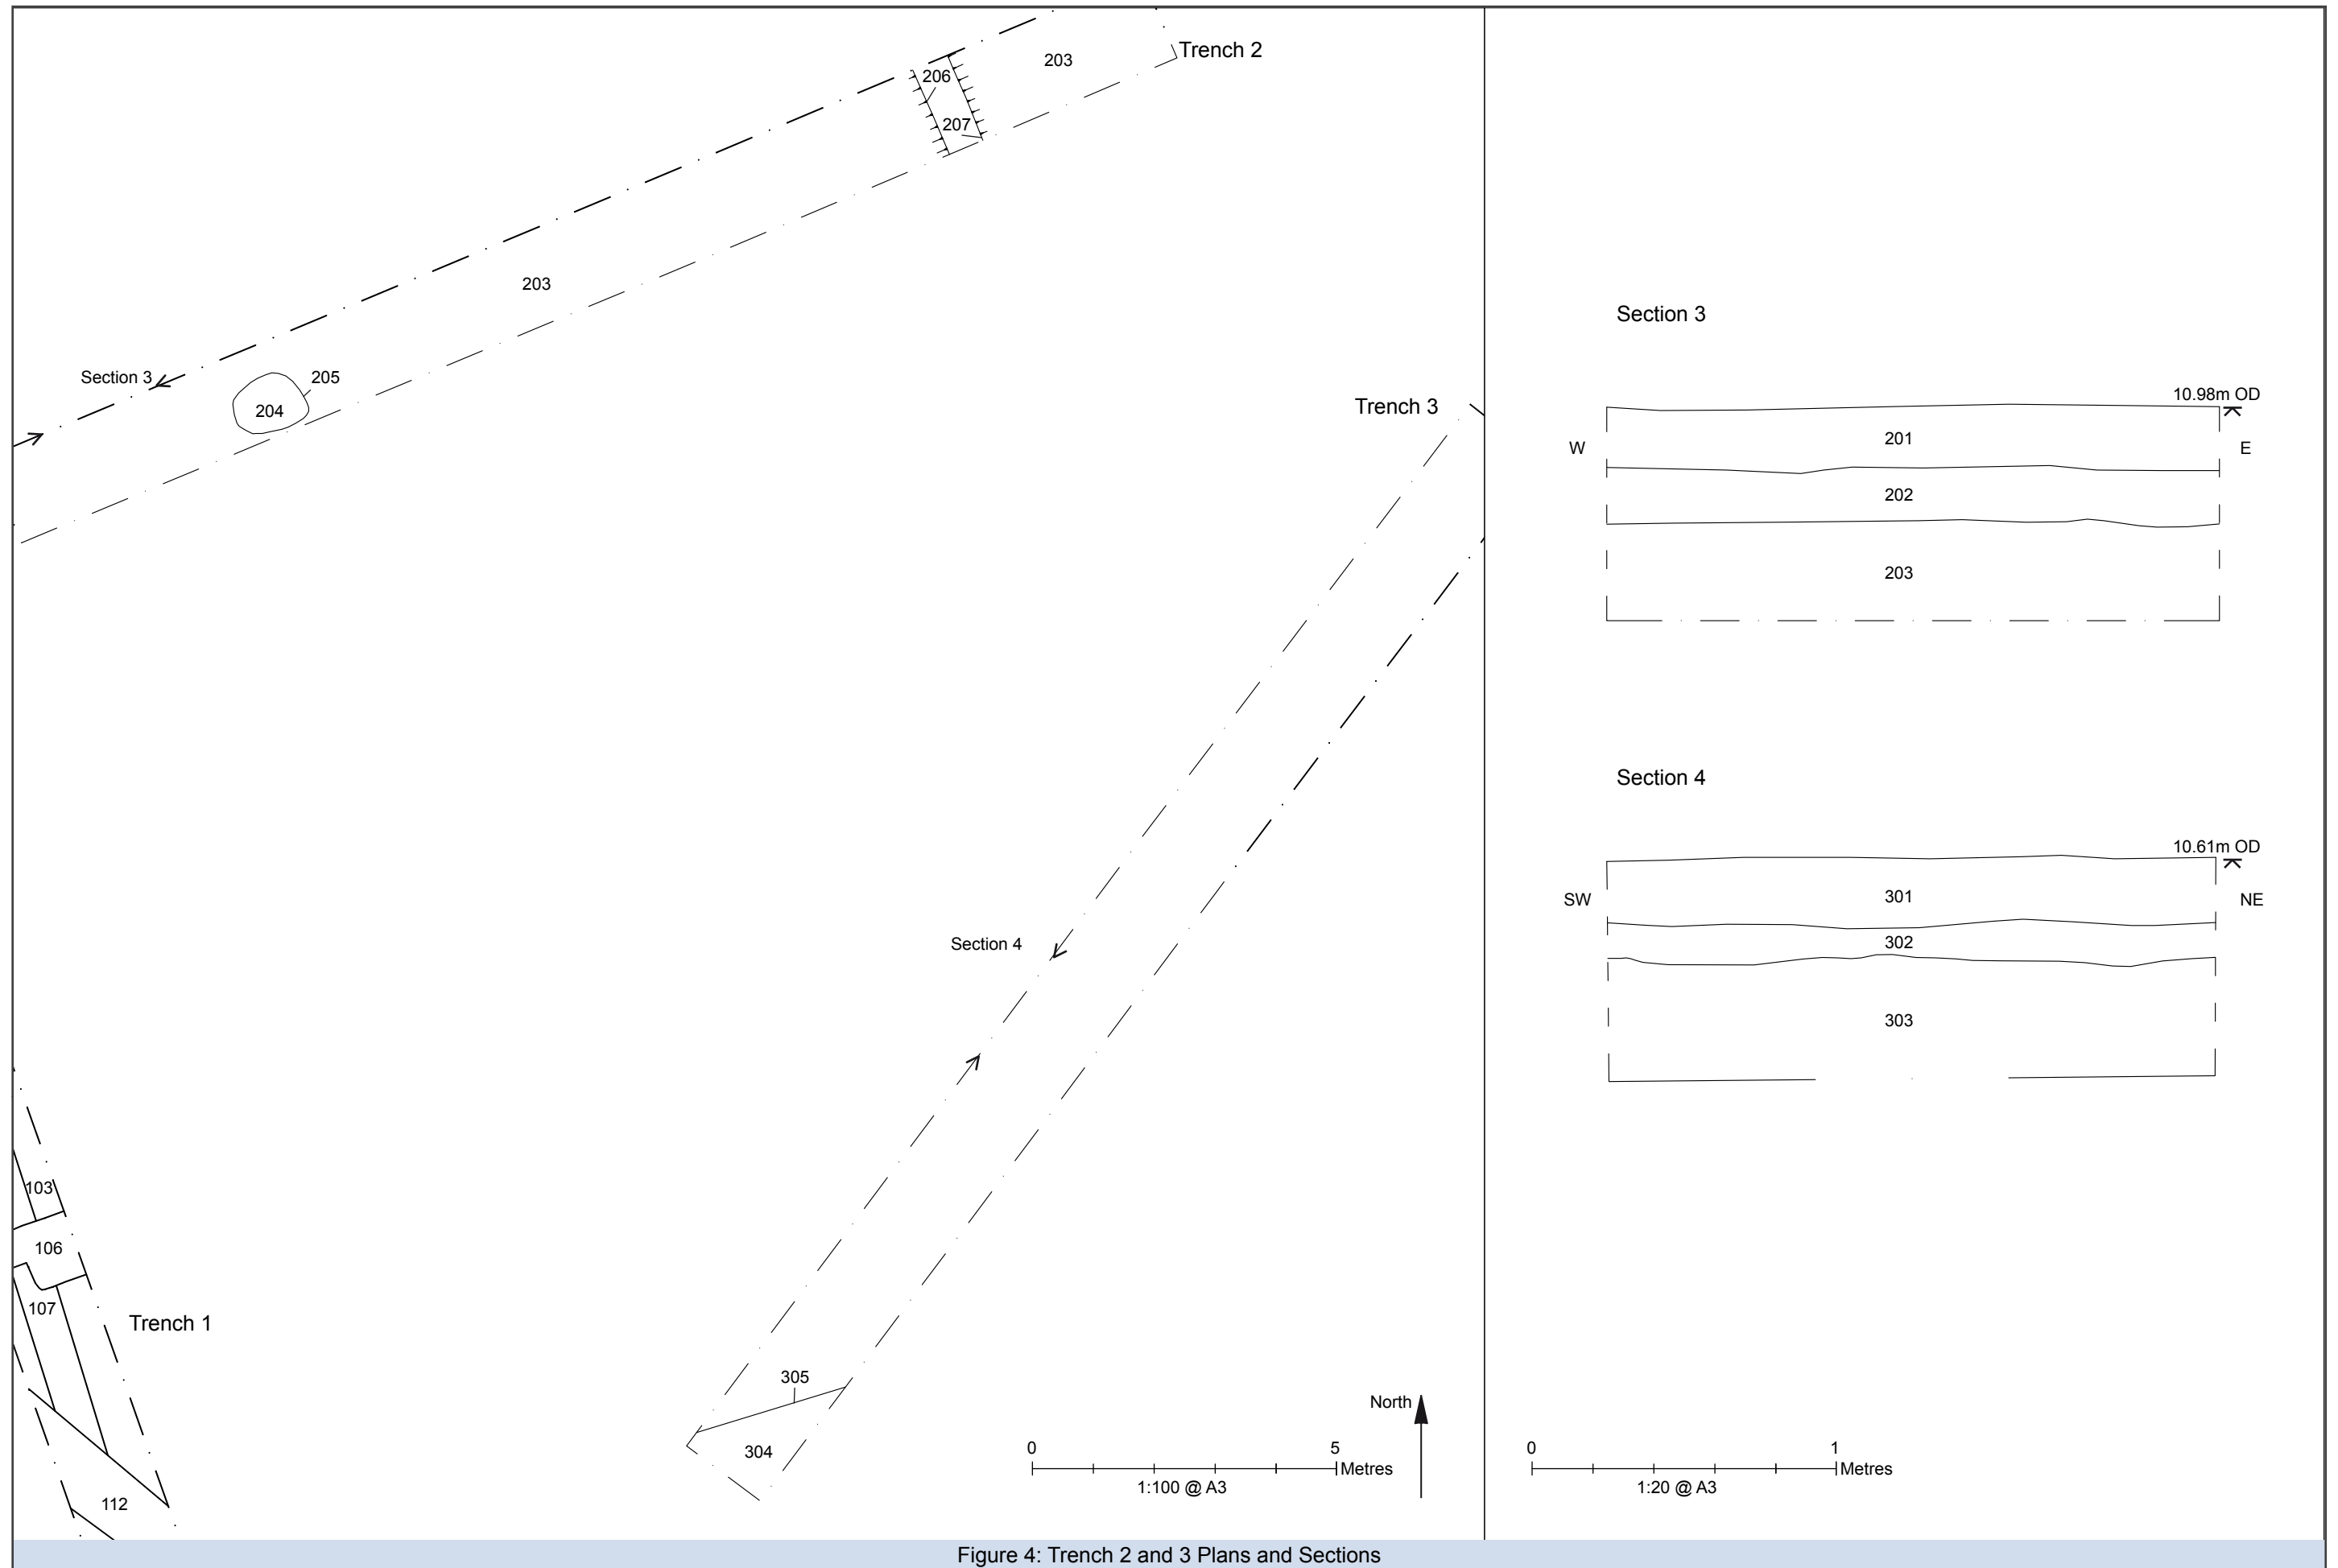 Trench 2
203
206
207
203
Section 3
205
204
Trench 3
Section 4
103
106
107
Trench 1
112
305
304
North
0 5
Metres
1:100 @ A3
Section 3
10.98m OD
W
201
E
202
203
Section 4
10.61m OD
SW
301
NE
302
303
0 1
Metres
1:20 @ A3
Figure 4: Trench 2 and 3 Plans and Sections